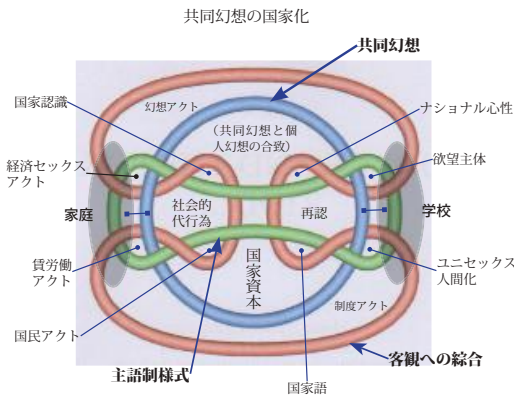 共同幻想の国家化
共同幻想
国家認識
幻想アクト
ナショナル心性
（共同幻想と個
人幻想の合致）
経済セックス
アクト
欲望主体
家庭
社会的
代行為
再認
学校
賃労働
アクト
国家資本
ユニセックス
人間化
国民アクト
制度アクト
主語制様式
客観への綜合
国家語